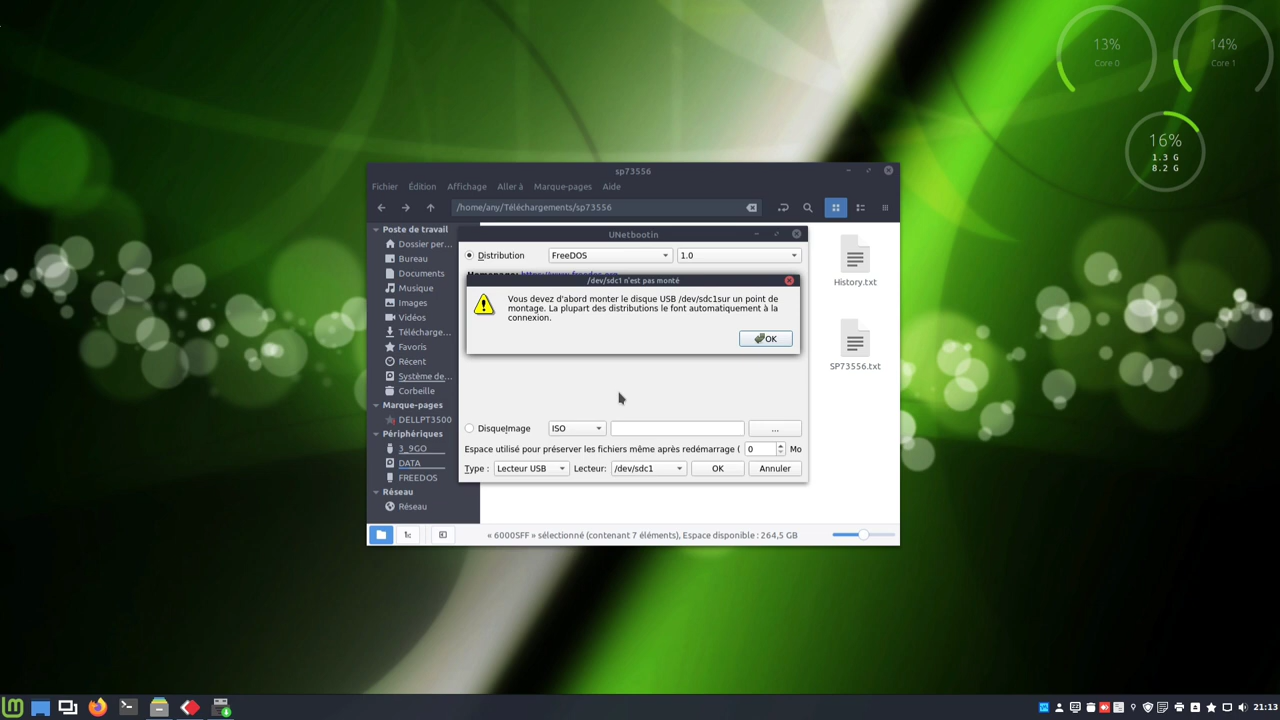 13%
Core 0
14%
Core 1
16%
1.3 G
8.2 G
sp73556
Fichier Édition Affichage Aller à Marque-pages Aide
/home/any/Téléchargements/sp73556
Poste de travail
Dossier per...
Bureau
Documents
Musique
Images
Vidéos
Télécharge...
Favoris
Récent
Système de...
Corbeille
Marque-pages
DELLPT3500
Périphériques
3_9GO
DATA
FREEDOS
Réseau
Réseau
History.txt
SP73556.txt
UNetbootin
Distribution FreeDOS 1.0
/dev/sdc1 n'est pas monté
Vous devez d'abord monter le disque USB /dev/sdc1sur un point de
montage. La plupart des distributions le font automatiquement à la
connexion.
OK
DisqueImage ISO ...
Espace utilisé pour préserver les fichiers même après redémarrage ( 0 Mo
Type : Lecteur USB Lecteur: /dev/sdc1 OK Annuler
« 6000SFF » sélectionné (contenant 7 éléments), Espace disponible : 264,5 GB
21:13